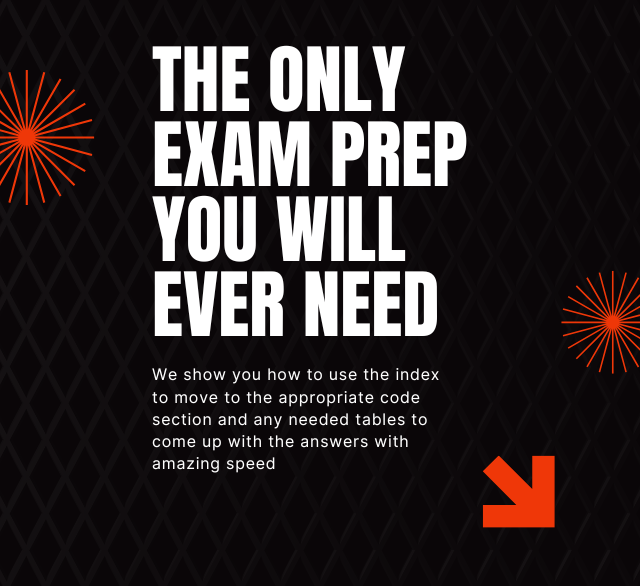 THE ONLY
EXAM PREP
YOU WILL
EVER NEED
We show you how to use the index
to move to the appropriate code
section and any needed tables to
come up with the answers with
amazing speed